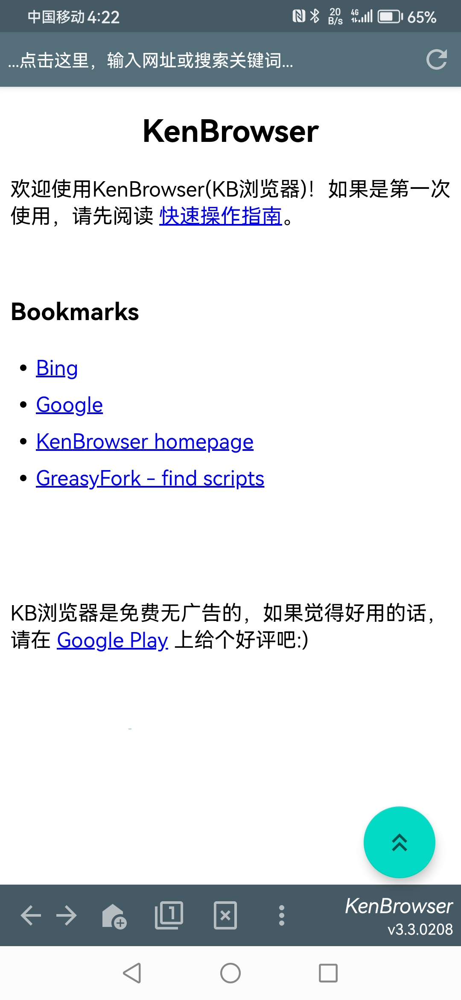 中国移动 4:22
20 B/s 4G 65%
...点击这里，输入网址或搜索关键词...
KenBrowser
欢迎使用KenBrowser(KB浏览器)！如果是第一次
使用，请先阅读 快速操作指南。
Bookmarks
• Bing
• Google
• KenBrowser homepage
• GreasyFork - find scripts
KB浏览器是免费无广告的，如果觉得好用的话，
请在 Google Play 上给个好评吧:)
1
KenBrowser
v3.3.0208